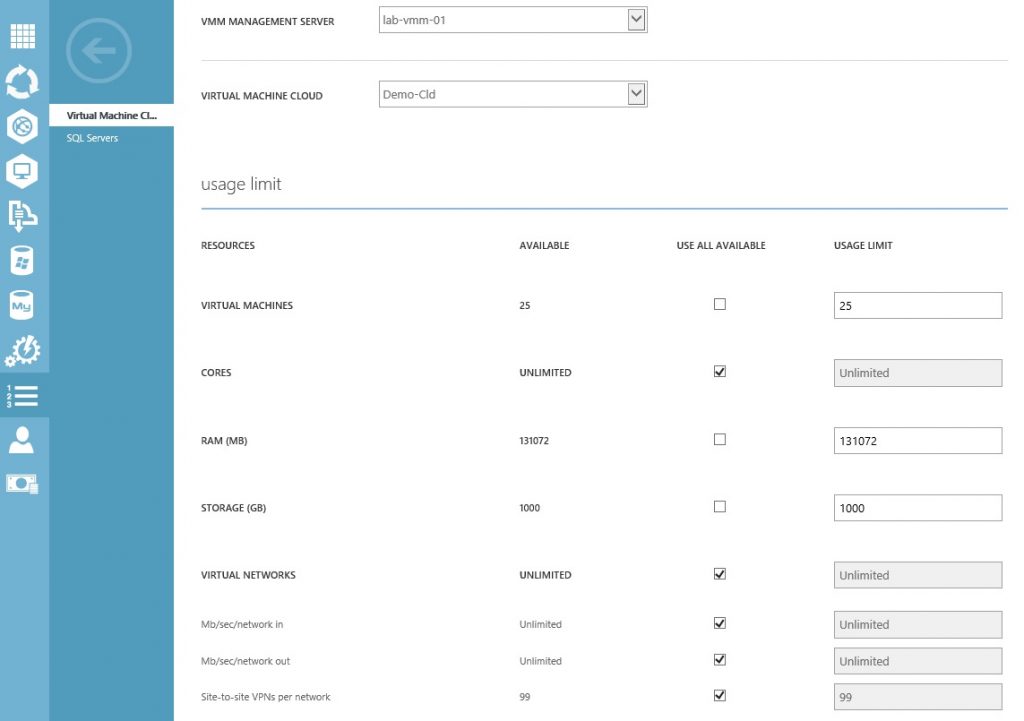 VMM MANAGEMENT SERVER lab-vmm-01
VIRTUAL MACHINE CLOUD Demo-Cld
Virtual Machine Cl...
SQL Servers
usage limit
RESOURCES AVAILABLE USE ALL AVAILABLE USAGE LIMIT
VIRTUAL MACHINES 25 25
CORES UNLIMITED Unlimited
RAM (MB) 131072 131072
STORAGE (GB) 1000 1000
VIRTUAL NETWORKS UNLIMITED Unlimited
Mb/sec/network in Unlimited Unlimited
Mb/sec/network out Unlimited Unlimited
Site-to-site VPNs per network 99 99
My
1
2
3